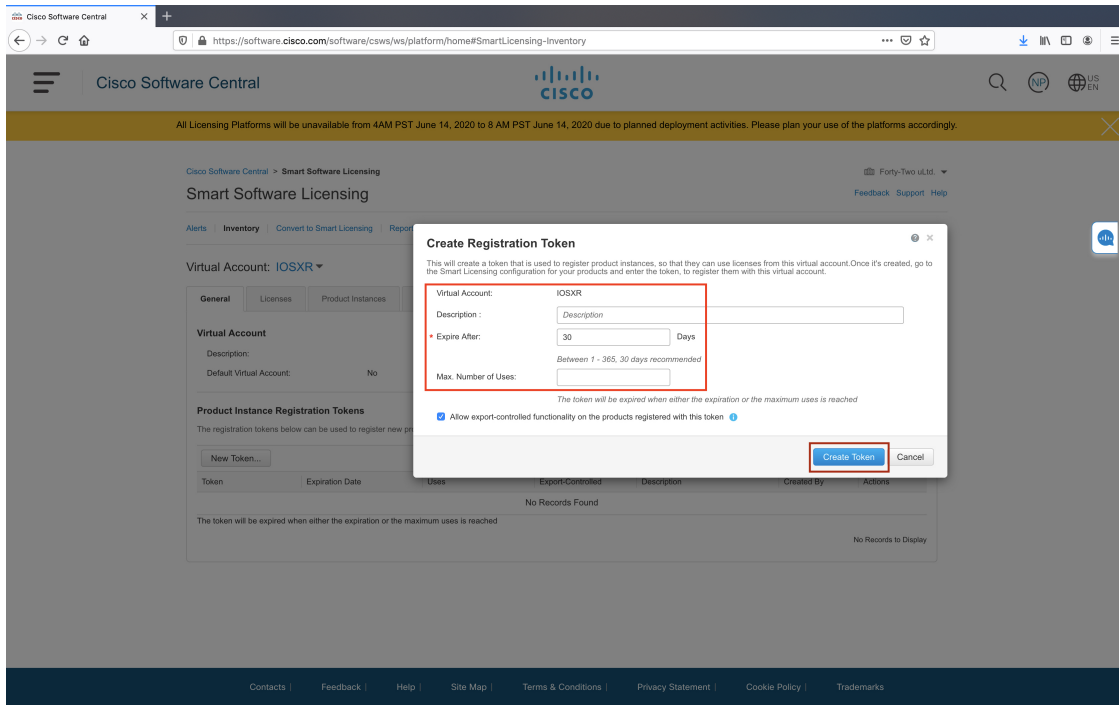 Cisco Software Central
https://software.cisco.com/software/csws/ws/platform/home#SmartLicensing-Inventory
Cisco Software Central
CISCO
NP
US
EN
All Licensing Platforms will be unavailable from 4AM PST June 14, 2020 to 8 AM PST June 14, 2020 due to planned deployment activities. Please plan your use of the platforms accordingly.
Cisco Software Central > Smart Software Licensing
Forty-Two uLtd.
Smart Software Licensing
Feedback Support Help
Alerts | Inventory | Convert to Smart Licensing | Report
Virtual Account: IOSXR
General Licenses Product Instances
Virtual Account
Description:
Default Virtual Account: No
Product Instance Registration Tokens
The registration tokens below can be used to register new pr
New Token...
Create Registration Token
This will create a token that is used to register product instances, so that they can use licenses from this virtual account.Once it's created, go to
the Smart Licensing configuration for your products and enter the token, to register them with this virtual account.
Virtual Account: IOSXR
Description : Description
* Expire After: 30 Days
Between 1 - 365, 30 days recommended
Max. Number of Uses:
The token will be expired when either the expiration or the maximum uses is reached
Allow export-controlled functionality on the products registered with this token
Create Token Cancel
Token Expiration Date Uses Export-Controlled Description Created By Actions
No Records Found
The token will be expired when either the expiration or the maximum uses is reached
No Records to Display
Contacts | Feedback | Help | Site Map | Terms & Conditions | Privacy Statement | Cookie Policy | Trademarks